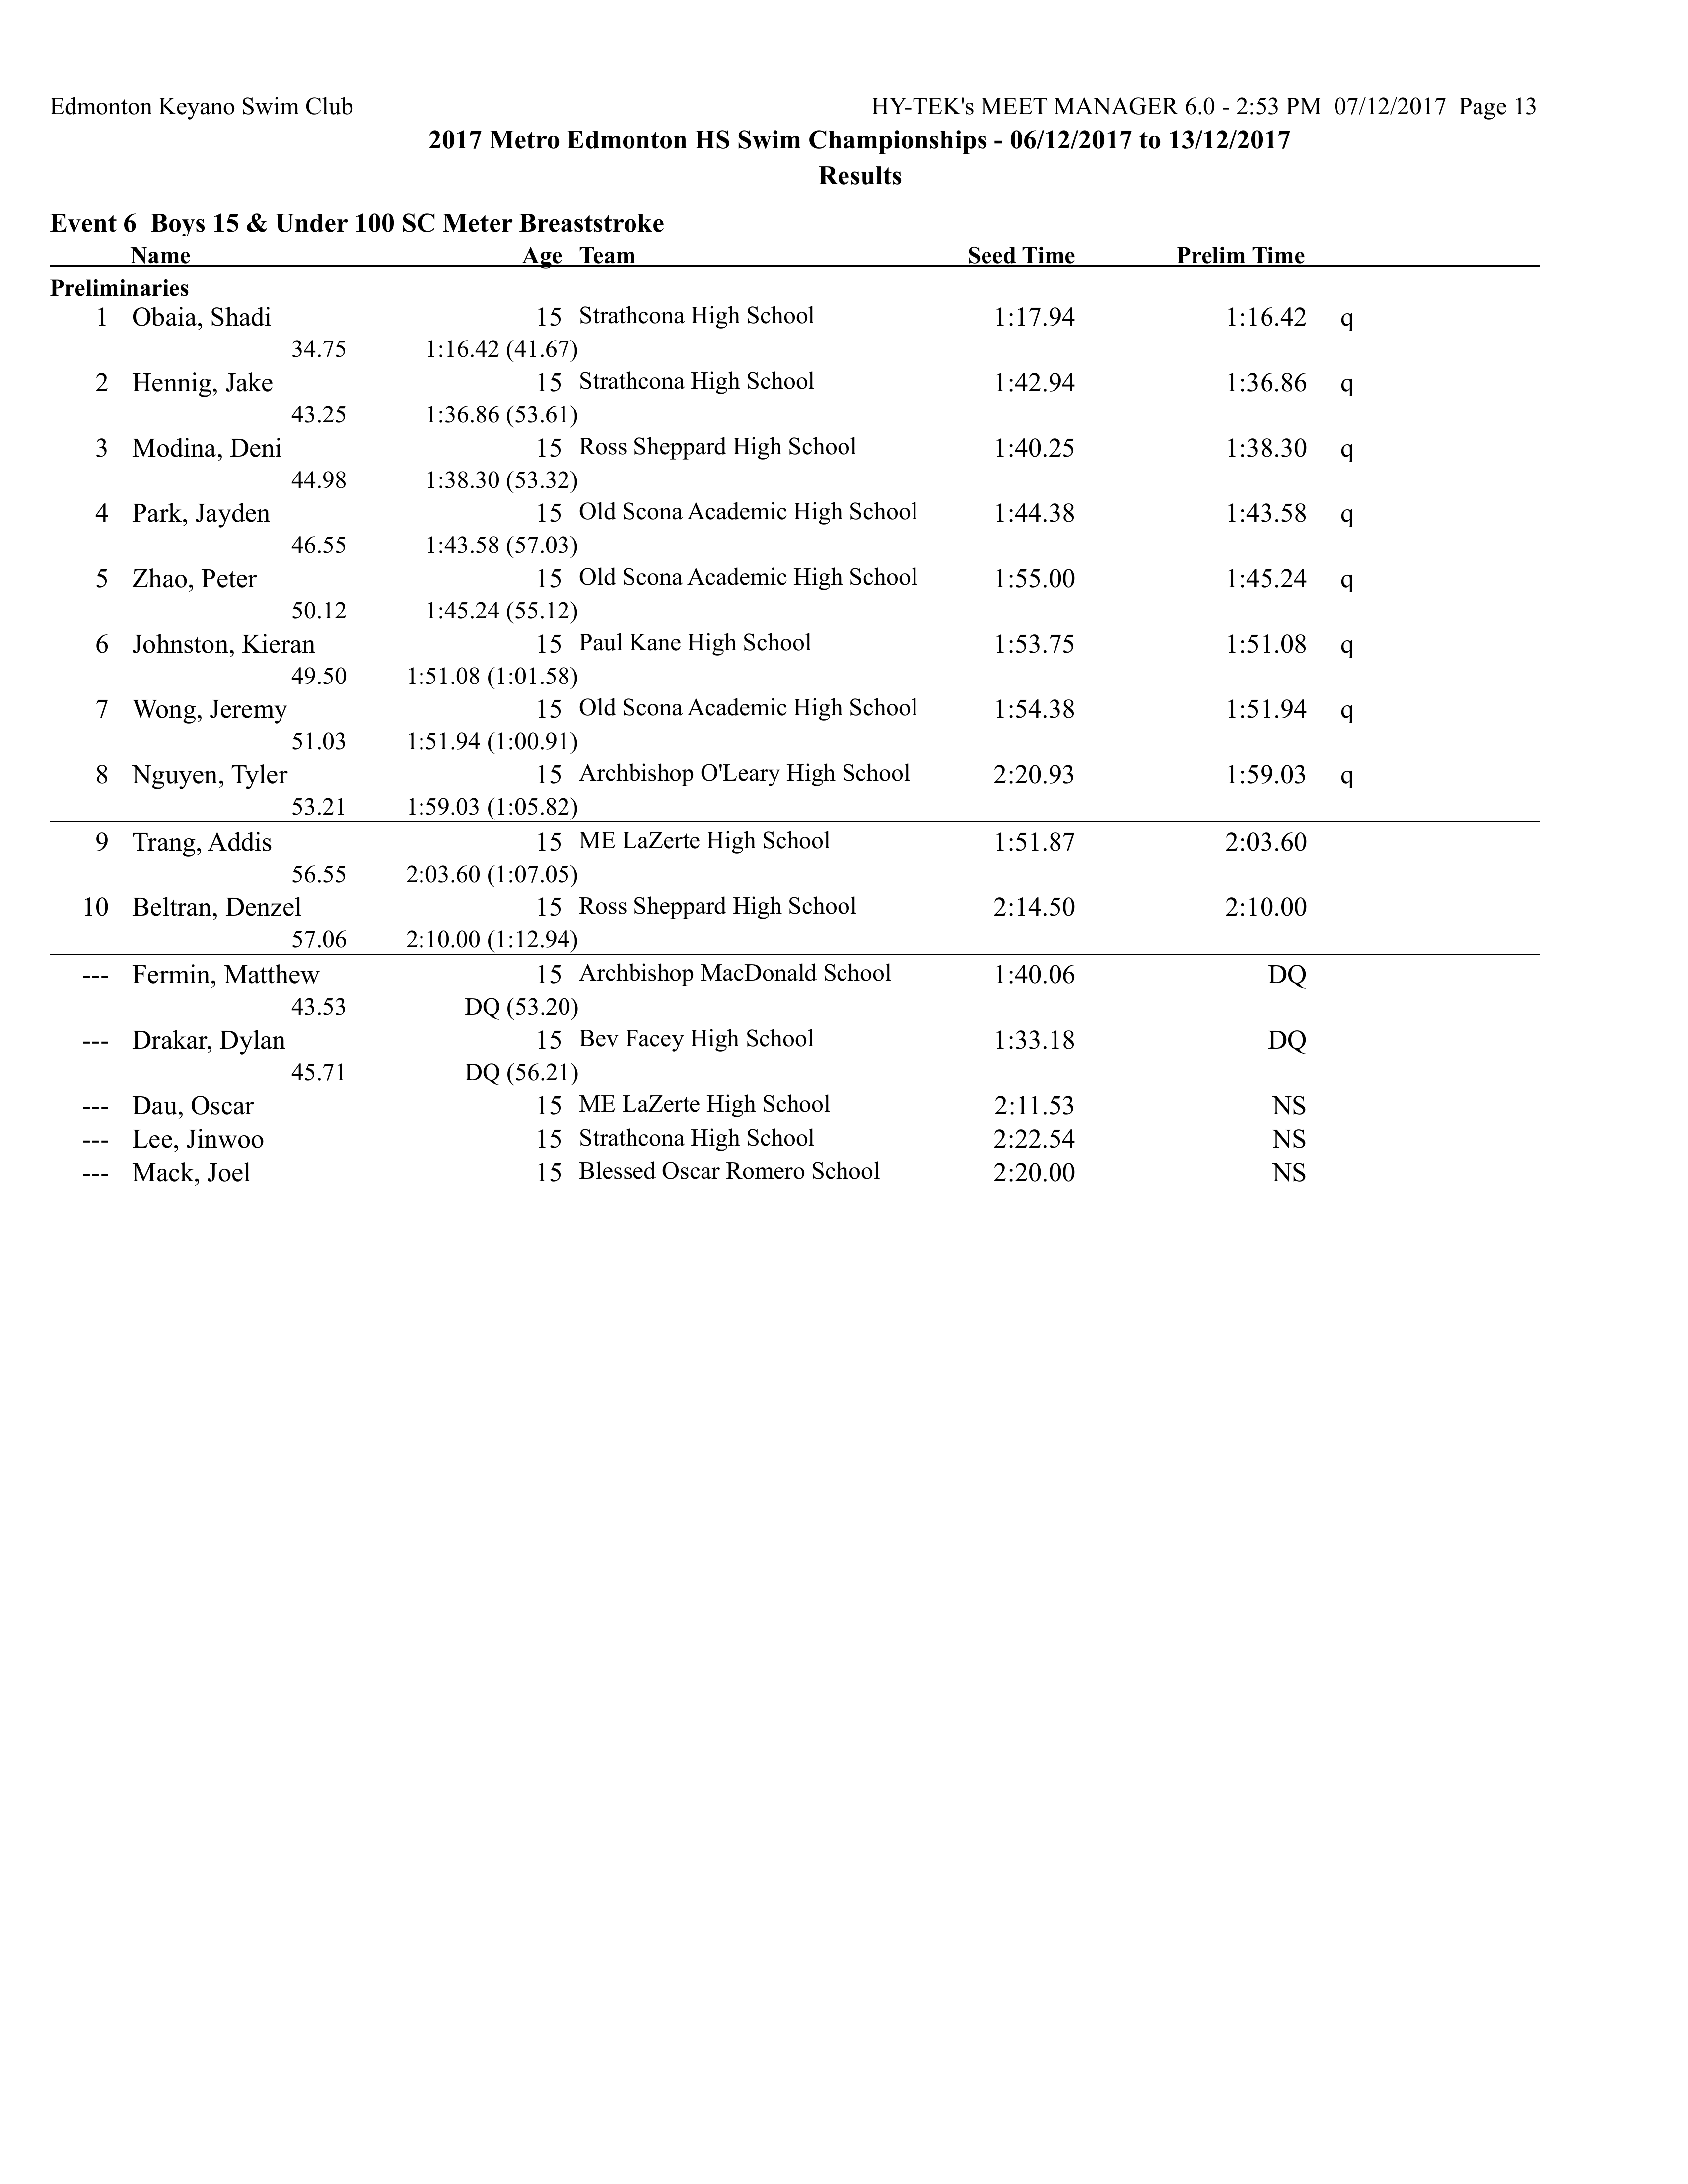 Edmonton Keyano Swim Club HY-TEK's MEET MANAGER 6.0 - 2:53 PM 07/12/2017 Page 13
2017 Metro Edmonton HS Swim Championships - 06/12/2017 to 13/12/2017
Results
Event 6 Boys 15 & Under 100 SC Meter Breaststroke
Name Age Team Seed Time Prelim Time
Preliminaries
1 Obaia, Shadi 15 Strathcona High School 1:17.94 1:16.42 q
34.75 1:16.42 (41.67)
2 Hennig, Jake 15 Strathcona High School 1:42.94 1:36.86 q
43.25 1:36.86 (53.61)
3 Modina, Deni 15 Ross Sheppard High School 1:40.25 1:38.30 q
44.98 1:38.30 (53.32)
4 Park, Jayden 15 Old Scona Academic High School 1:44.38 1:43.58 q
46.55 1:43.58 (57.03)
5 Zhao, Peter 15 Old Scona Academic High School 1:55.00 1:45.24 q
50.12 1:45.24 (55.12)
6 Johnston, Kieran 15 Paul Kane High School 1:53.75 1:51.08 q
49.50 1:51.08 (1:01.58)
7 Wong, Jeremy 15 Old Scona Academic High School 1:54.38 1:51.94 q
51.03 1:51.94 (1:00.91)
8 Nguyen, Tyler 15 Archbishop O'Leary High School 2:20.93 1:59.03 q
53.21 1:59.03 (1:05.82)
9 Trang, Addis 15 ME LaZerte High School 1:51.87 2:03.60
56.55 2:03.60 (1:07.05)
10 Beltran, Denzel 15 Ross Sheppard High School 2:14.50 2:10.00
57.06 2:10.00 (1:12.94)
--- Fermin, Matthew 15 Archbishop MacDonald School 1:40.06 DQ
43.53 DQ (53.20)
--- Drakar, Dylan 15 Bev Facey High School 1:33.18 DQ
45.71 DQ (56.21)
--- Dau, Oscar 15 ME LaZerte High School 2:11.53 NS
--- Lee, Jinwoo 15 Strathcona High School 2:22.54 NS
--- Mack, Joel 15 Blessed Oscar Romero School 2:20.00 NS